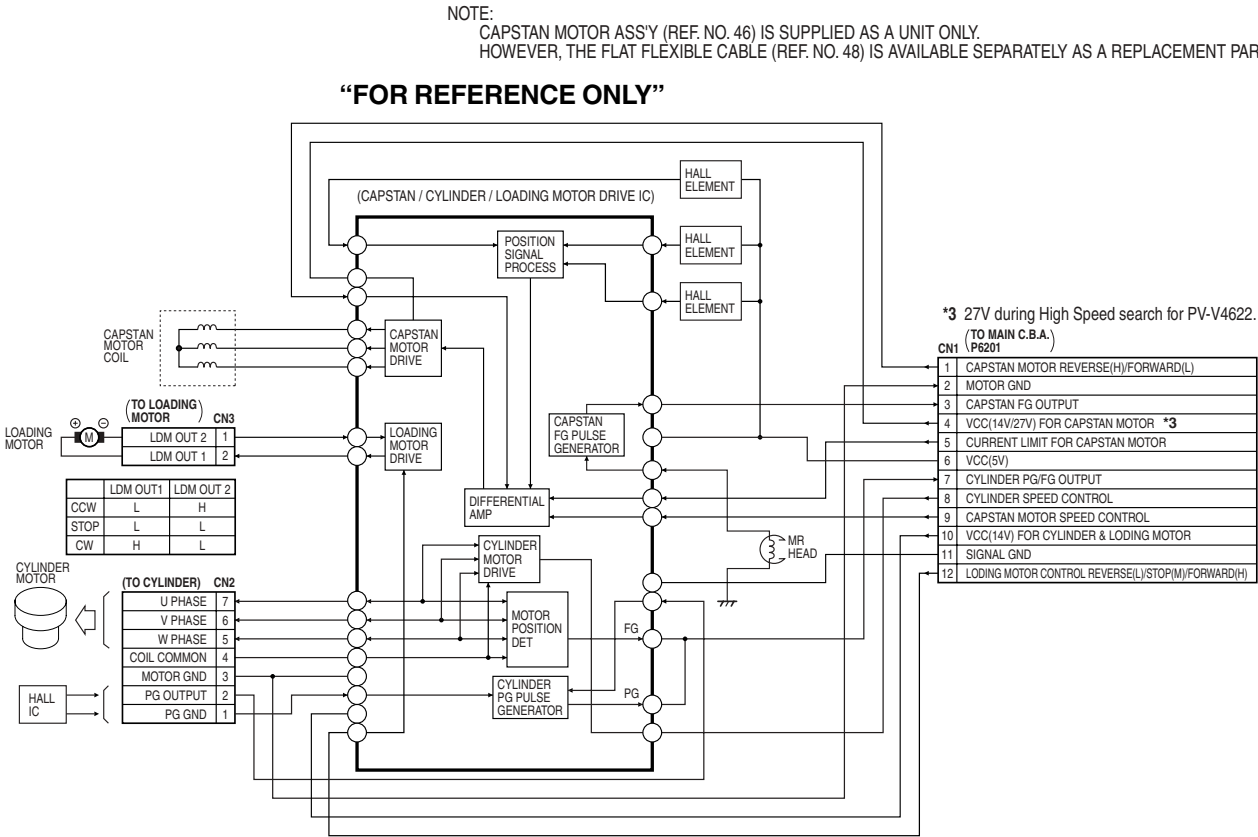 NOTE:
CAPSTAN MOTOR ASS'Y (REF. NO. 46) IS SUPPLIED AS A UNIT ONLY.
HOWEVER, THE FLAT FLEXIBLE CABLE (REF. NO. 48) IS AVAILABLE SEPARATELY AS A REPLACEMENT PAR
“FOR REFERENCE ONLY”
(CAPSTAN / CYLINDER / LOADING MOTOR DRIVE IC)
HALL
ELEMENT
HALL
ELEMENT
HALL
ELEMENT
POSITION
SIGNAL
PROCESS
CAPSTAN
MOTOR
COIL
CAPSTAN
MOTOR
DRIVE
*3 27V during High Speed search for PV-V4622.
(TO MAIN C.B.A.)
CN1 P6201
1 CAPSTAN MOTOR REVERSE(H)/FORWARD(L)
2 MOTOR GND
3 CAPSTAN FG OUTPUT
4 VCC(14V/27V) FOR CAPSTAN MOTOR *3
5 CURRENT LIMIT FOR CAPSTAN MOTOR
6 VCC(5V)
7 CYLINDER PG/FG OUTPUT
8 CYLINDER SPEED CONTROL
9 CAPSTAN MOTOR SPEED CONTROL
10 VCC(14V) FOR CYLINDER & LODING MOTOR
11 SIGNAL GND
12 LODING MOTOR CONTROL REVERSE(L)/STOP(M)/FORWARD(H)
(TO LOADING
MOTOR) CN3
LOADING
MOTOR
⊕ ⊖
M
LDM OUT 2 1
LDM OUT 1 2
LOADING
MOTOR
DRIVE
CAPSTAN
FG PULSE
GENERATOR
LDM OUT1 LDM OUT 2
CCW L H
STOP L L
CW H L
DIFFERENTIAL
AMP
MR
HEAD
CYLINDER
MOTOR
DRIVE
CYLINDER
MOTOR
(TO CYLINDER) CN2
U PHASE 7
V PHASE 6
W PHASE 5
COIL COMMON 4
MOTOR GND 3
PG OUTPUT 2
PG GND 1
HALL
IC
MOTOR
POSITION
DET
FG
CYLINDER
PG PULSE
GENERATOR
PG